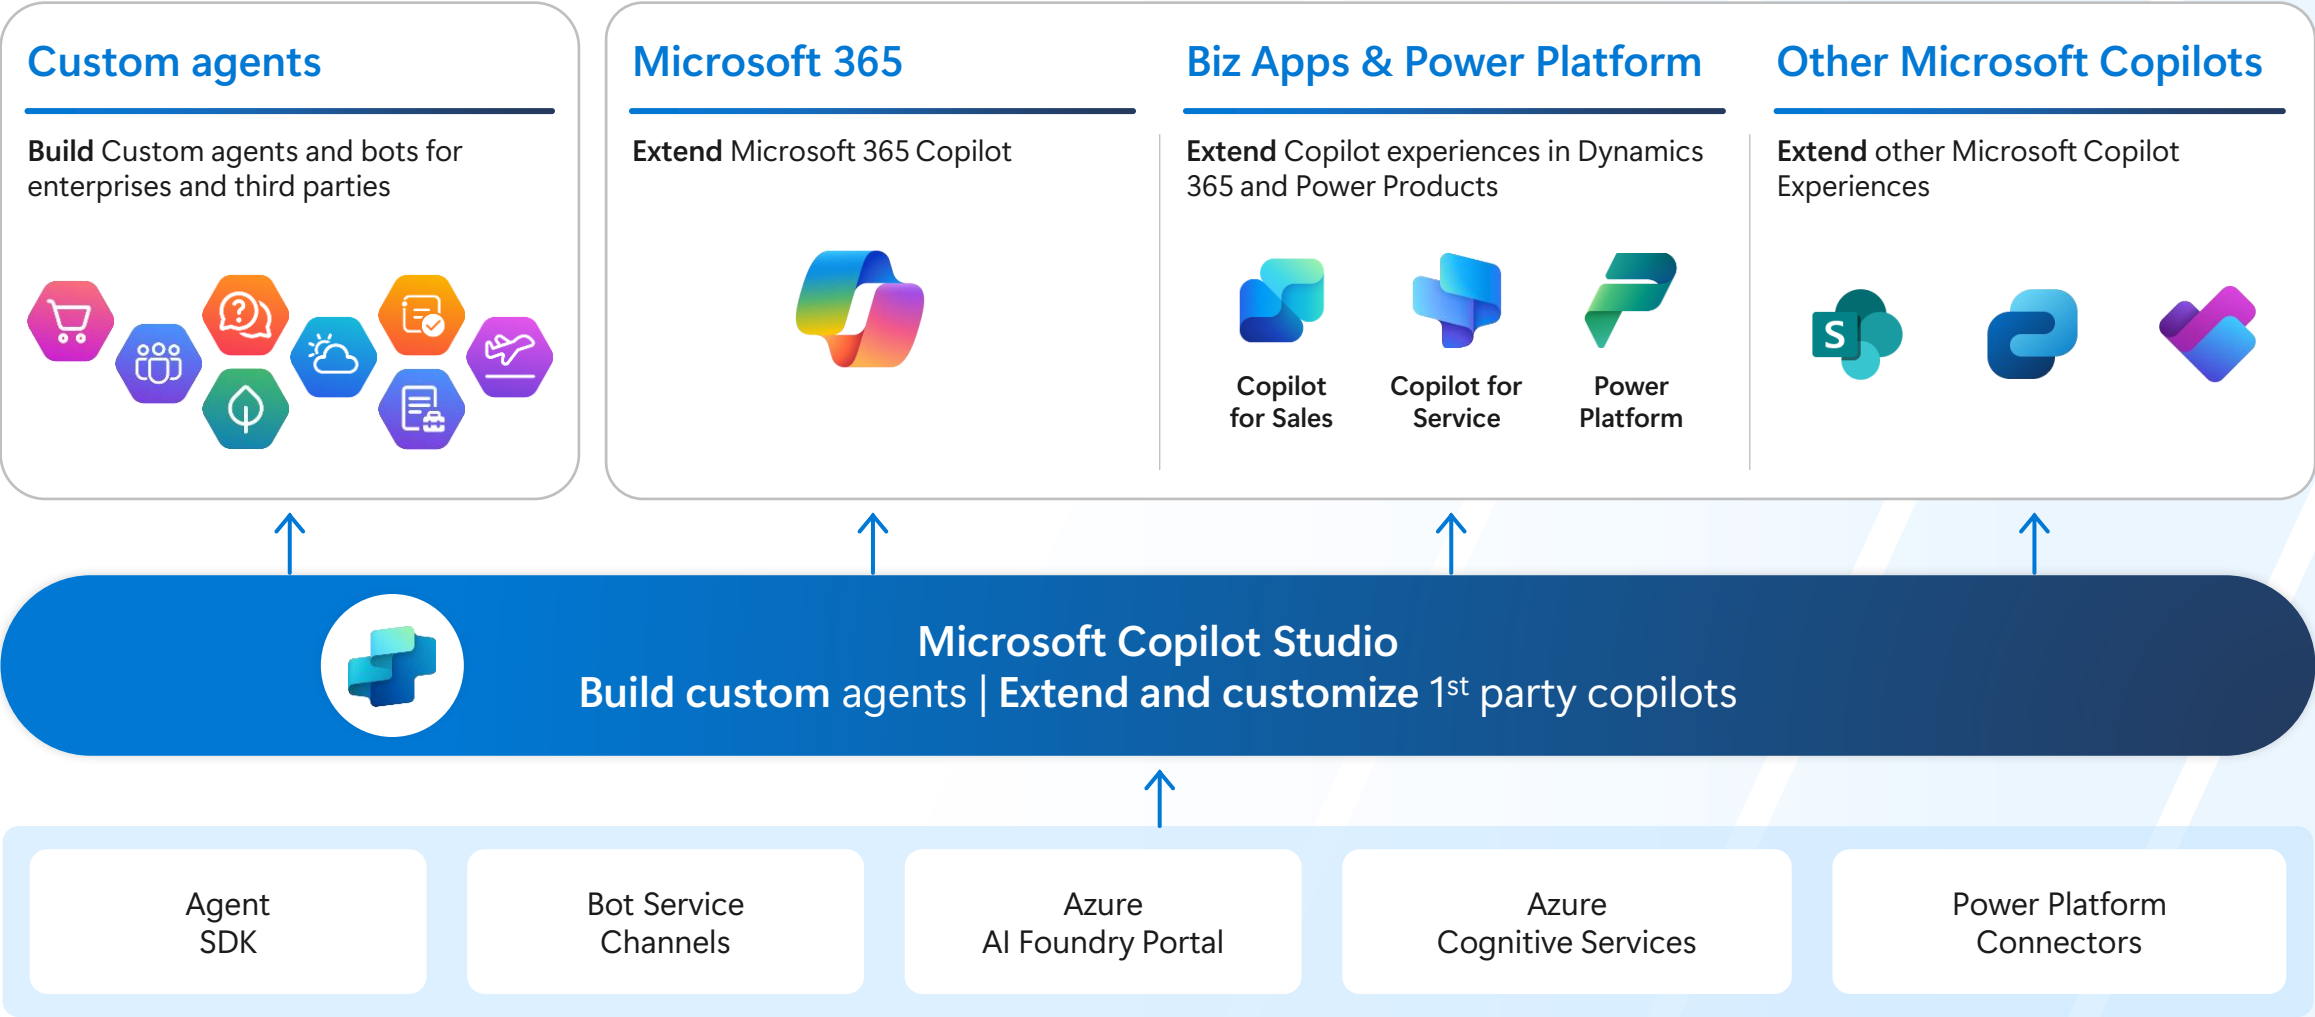 Custom agents
Build Custom agents and bots for
enterprises and third parties
Microsoft 365
Extend Microsoft 365 Copilot
Biz Apps & Power Platform
Extend Copilot experiences in Dynamics
365 and Power Products
Copilot
for Sales
Copilot for
Service
Power
Platform
Other Microsoft Copilots
Extend other Microsoft Copilot
Experiences
S
Microsoft Copilot Studio
Build custom agents | Extend and customize 1st party copilots
Agent
SDK
Bot Service
Channels
Azure
AI Foundry Portal
Azure
Cognitive Services
Power Platform
Connectors